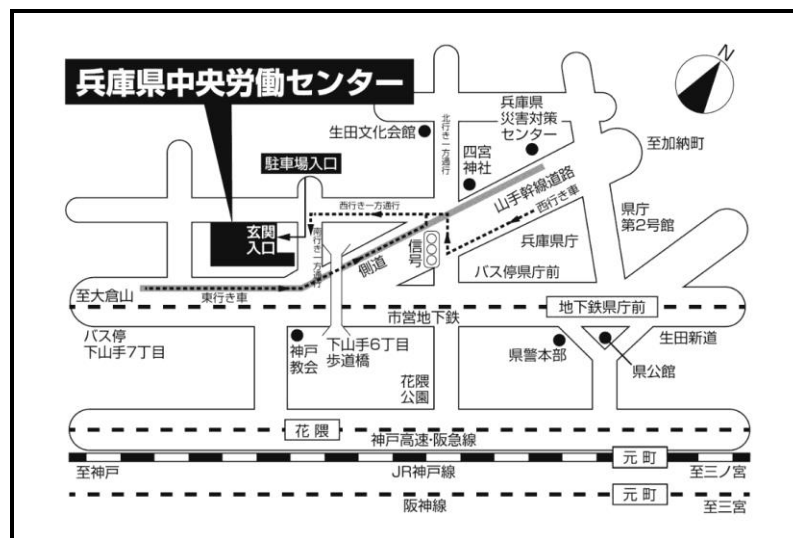 兵庫県中央労働センター
N
兵庫県
災害対策
センター
生田文化会館
北行き一方通行
四宮
神社
至加納町
駐車場入口
山手幹線道路
西行き一方通行
西行き車
県庁
第2号館
玄関
入口
南行き一方通行
側道
信号
兵庫県庁
バス停県庁前
至大倉山
東行き車
市営地下鉄
地下鉄県庁前
バス停
下山手7丁目
神戸
教会
下山手6丁目
歩道橋
花隈
公園
県警本部
生田新道
県公館
花隈
神戸高速・阪急線
至神戸
JR神戸線
元町
至三ノ宮
阪神線
元町
至三宮